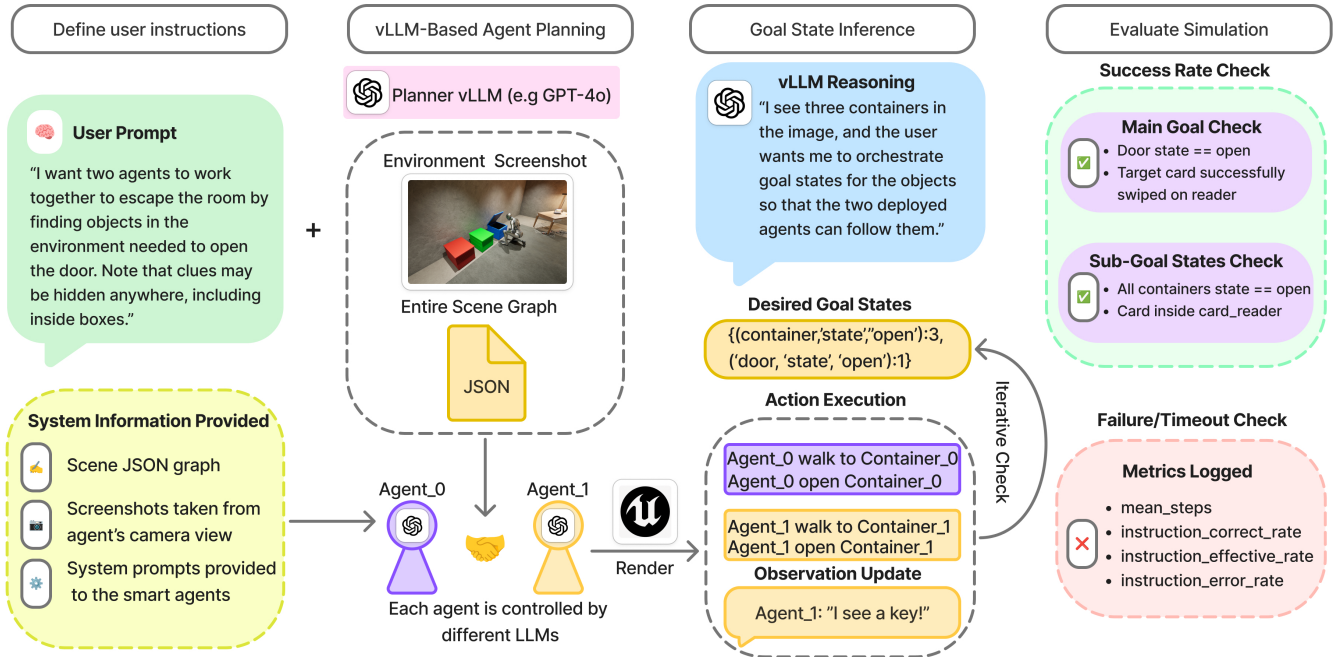 Define user instructions
vLLM-Based Agent Planning
Goal State Inference
Evaluate Simulation
User Prompt
“I want two agents to work
together to escape the room by
finding objects in the
environment needed to open
the door. Note that clues may
be hidden anywhere, including
inside boxes.”
System Information Provided
Scene JSON graph
Screenshots taken from
agent’s camera view
System prompts provided
to the smart agents
+
Planner vLLM (e.g GPT-4o)
Environment Screenshot
Entire Scene Graph
JSON
Agent_0
Agent_1
Each agent is controlled by
different LLMs
Render
vLLM Reasoning
“I see three containers in
the image, and the user
wants me to orchestrate
goal states for the objects
so that the two deployed
agents can follow them.”
Desired Goal States
{(container,’state’,”open’):3,
(‘door, ‘state’, ‘open’):1}
Action Execution
Agent_0 walk to Container_0
Agent_0 open Container_0
Agent_1 walk to Container_1
Agent_1 open Container_1
Observation Update
Agent_1: ”I see a key!”
Iterative Check
Success Rate Check
Main Goal Check
• Door state == open
• Target card successfully
swiped on reader
Sub-Goal States Check
• All containers state == open
• Card inside card_reader
Failure/Timeout Check
Metrics Logged
• mean_steps
• instruction_correct_rate
• instruction_effective_rate
• instruction_error_rate